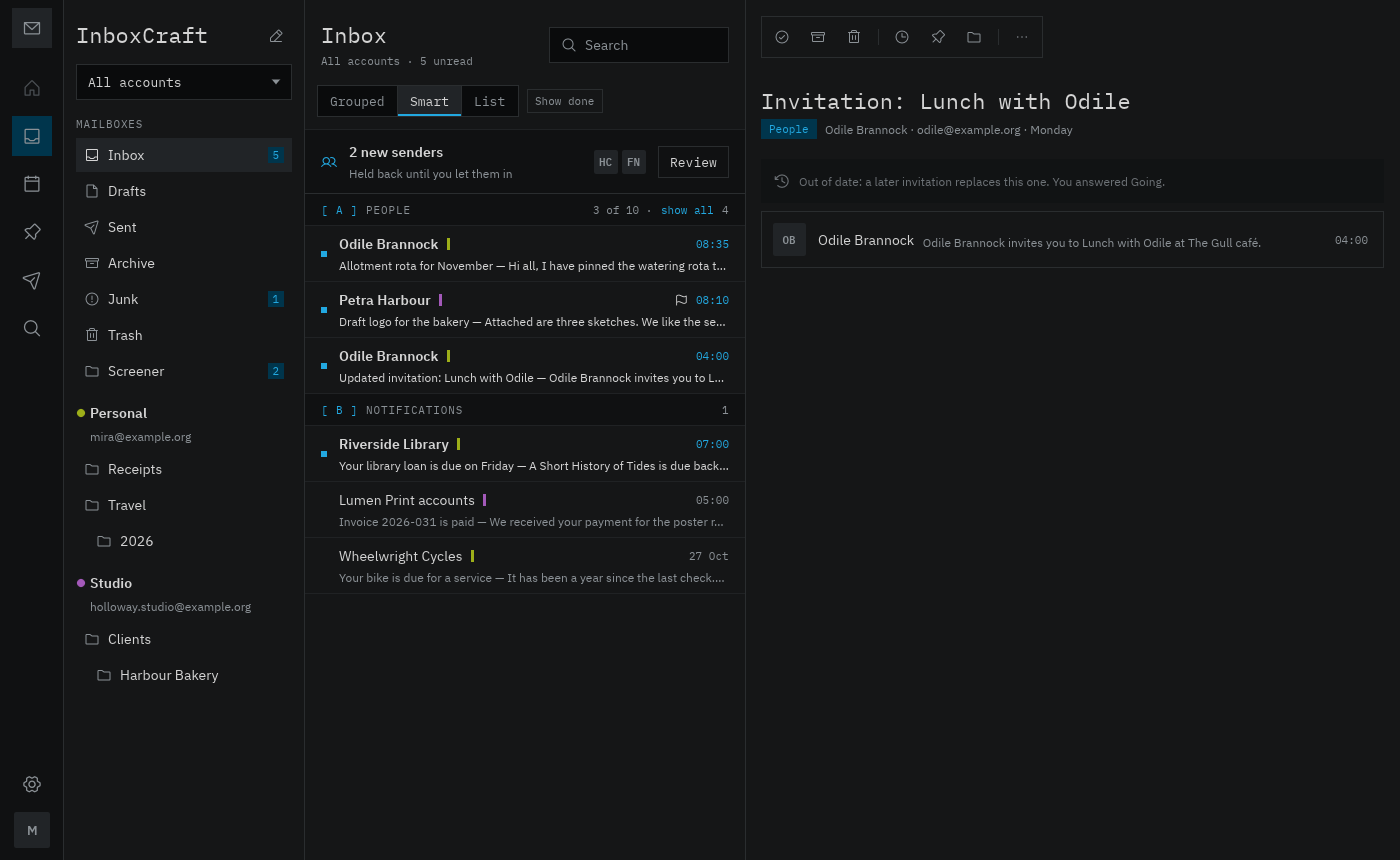 InboxCraft
All accounts
MAILBOXES
Inbox 5
Drafts
Sent
Archive
Junk 1
Trash
Screener 2
Personal
mira@example.org
Receipts
Travel
2026
Studio
holloway.studio@example.org
Clients
Harbour Bakery
M
Inbox
All accounts · 5 unread
Search
Grouped Smart List Show done
2 new senders
Held back until you let them in
HC FN Review
[ A ] PEOPLE 3 of 10 · show all 4
Odile Brannock 08:35
Allotment rota for November — Hi all, I have pinned the watering rota t…
Petra Harbour 08:10
Draft logo for the bakery — Attached are three sketches. We like the se…
Odile Brannock 04:00
Updated invitation: Lunch with Odile — Odile Brannock invites you to L…
[ B ] NOTIFICATIONS 1
Riverside Library 07:00
Your library loan is due on Friday — A Short History of Tides is due back…
Lumen Print accounts 05:00
Invoice 2026-031 is paid — We received your payment for the poster r…
Wheelwright Cycles 27 Oct
Your bike is due for a service — It has been a year since the last check.…
Invitation: Lunch with Odile
People Odile Brannock · odile@example.org · Monday
Out of date: a later invitation replaces this one. You answered Going.
OB Odile Brannock Odile Brannock invites you to Lunch with Odile at The Gull café. 04:00